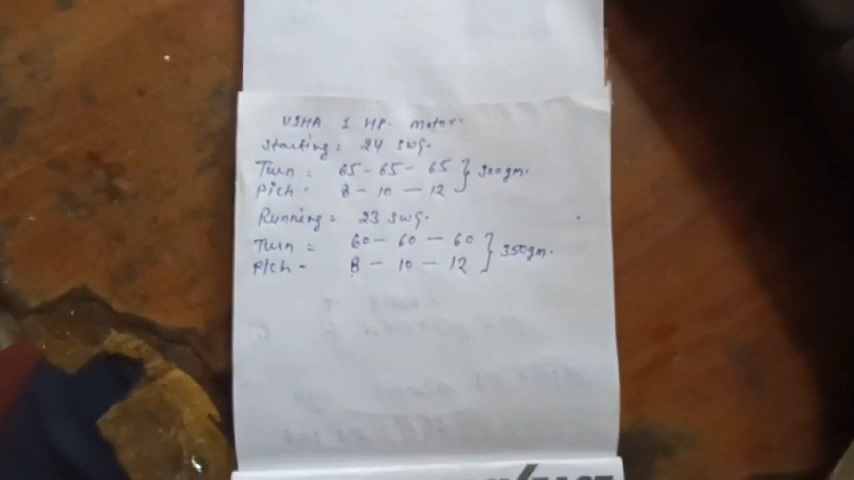 USHA 1 HP. Motor.
Starting = 24 SWG.
Turn = 65 - 65 - 65 } 300gm.
Pich - 8 - 10 - 12
Running = 23 SWG.
Turn = 60 - 60 - 60 } 350gm.
Pich - 8 - 10 - 12